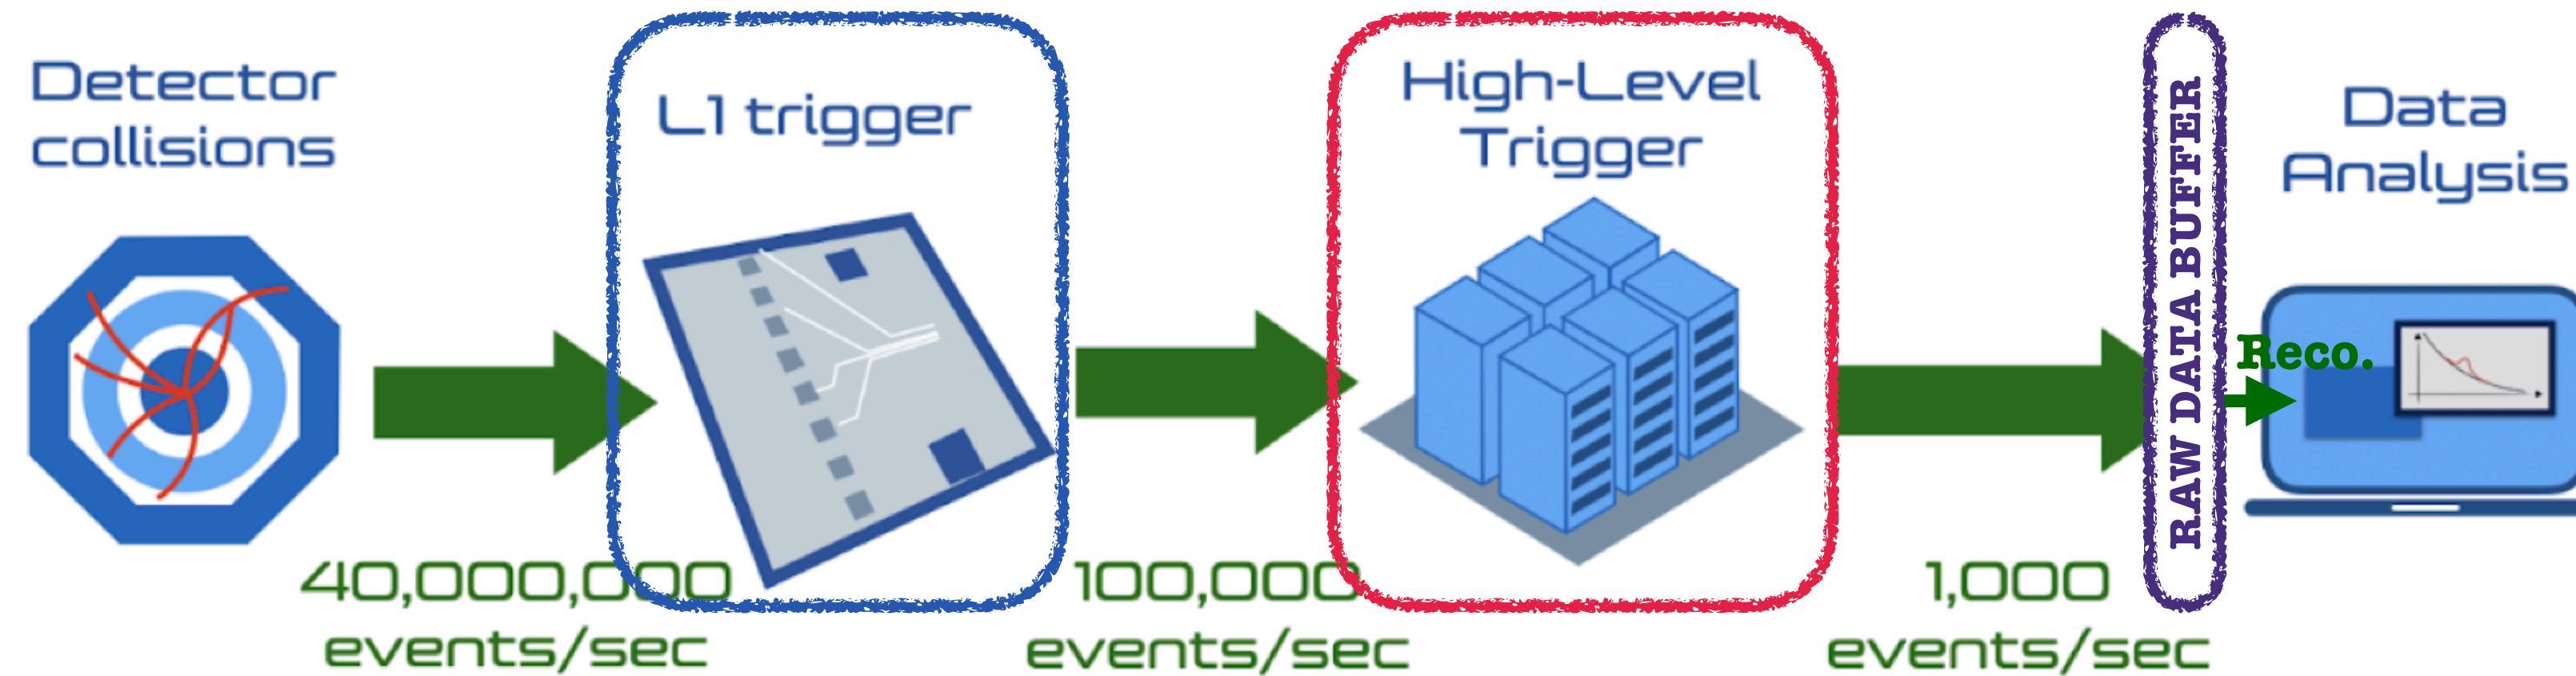 Detector
collisions
40,000,000
events/sec
L1 trigger
100,000
events/sec
High-Level
Trigger
1,000
events/sec
RAW DATA BUFFER
Reco.
Data
Analysis